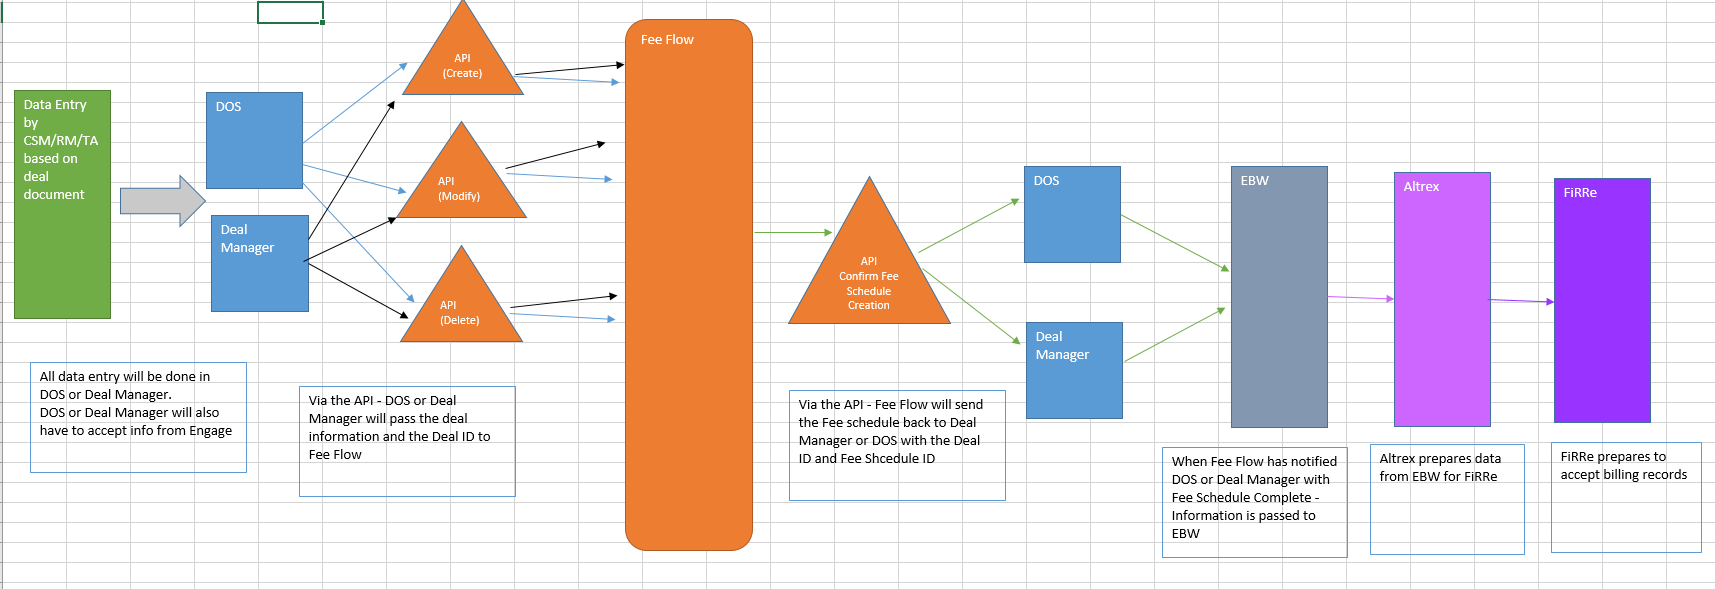 Data Entry
by
CSM/RM/TA
based on
deal
document
DOS
Deal
Manager
API
(Create)
API
(Modify)
API
(Delete)
Fee Flow
API
Confirm Fee
Schedule
Creation
DOS
Deal
Manager
EBW
Altrex
FiRRe
All data entry will be done in
DOS or Deal Manager.
DOS or Deal Manager will also
have to accept info from Engage
Via the API - DOS or Deal
Manager will pass the deal
information and the Deal ID to
Fee Flow
Via the API - Fee Flow will send
the Fee schedule back to Deal
Manager or DOS with the Deal
ID and Fee Shcedule ID
When Fee Flow has notified
DOS or Deal Manager with
Fee Schedule Complete -
Information is passed to
EBW
Altrex prepares data
from EBW for FiRRe
FiRRe prepares to
accept billing records